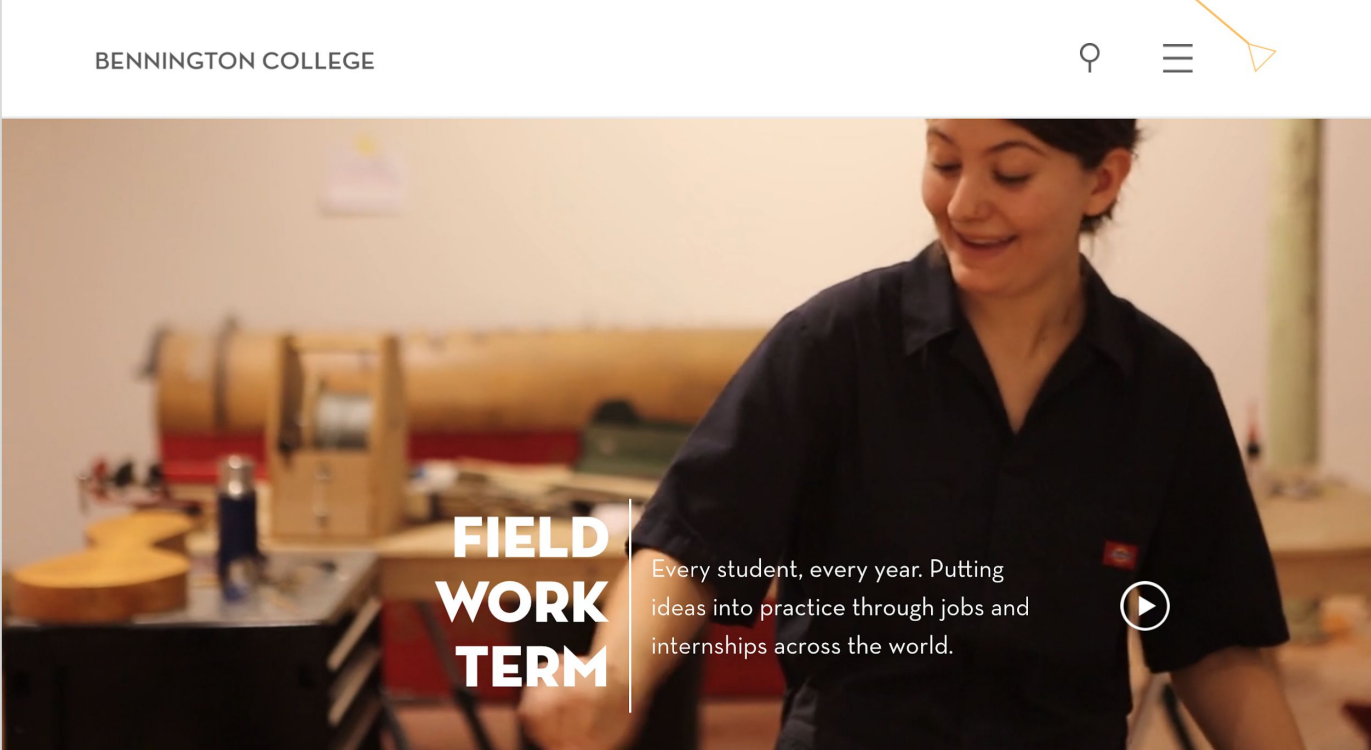 BENNINGTON COLLEGE
FIELD
WORK
TERM
Every student, every year. Putting
ideas into practice through jobs and
internships across the world.